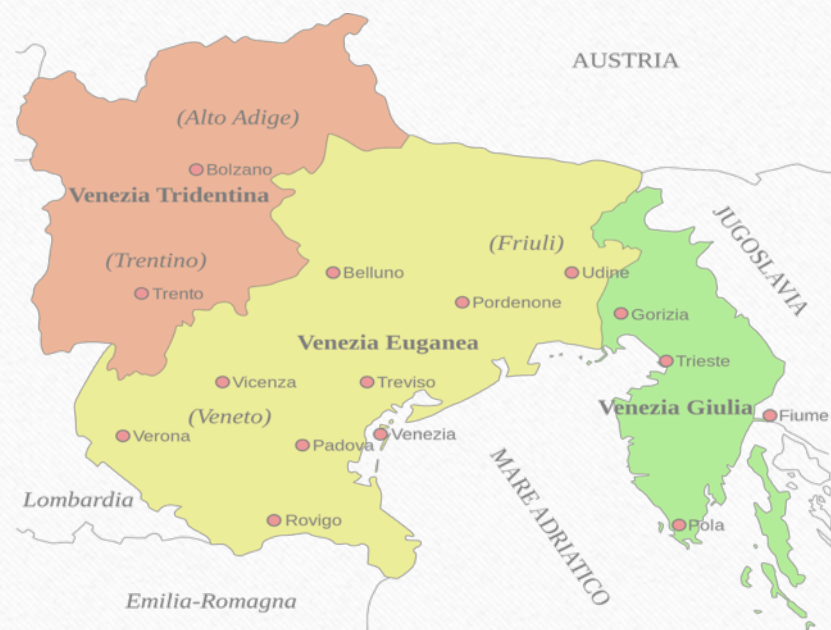 AUSTRIA
(Alto Adige)
Bolzano
Venezia Tridentina
JUGOSLAVIA
(Friuli)
(Trentino)
Belluno
Udine
Trento
Pordenone
Gorizia
Venezia Euganea
Trieste
Vicenza
Treviso
Venezia Giulia
(Veneto)
Fiume
Verona
Padova
Venezia
Lombardia
MARE ADRIATICO
Rovigo
Pola
Emilia-Romagna